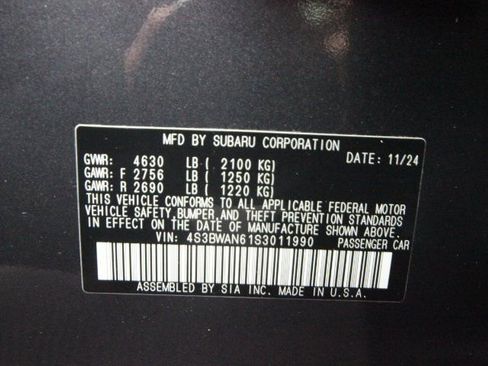 MFD BY SUBARU CORPORATION DATE: 11/24
GVWR: 4630 LB ( 2100 KG)
GAWR: F 2756 LB ( 1250 KG)
GAWR: R 2690 LB ( 1220 KG)
THIS VEHICLE CONFORMS TO ALL APPLICABLE FEDERAL MOTOR
VEHICLE SAFETY,BUMPER,AND THEFT PREVENTION STANDARDS
IN EFFECT ON THE DATE OF MANUFACTURE SHOWN ABOVE.
VIN: 4S3BWAN61S3011990 PASSENGER CAR
ASSEMBLED BY SIA INC. MADE IN U.S.A.